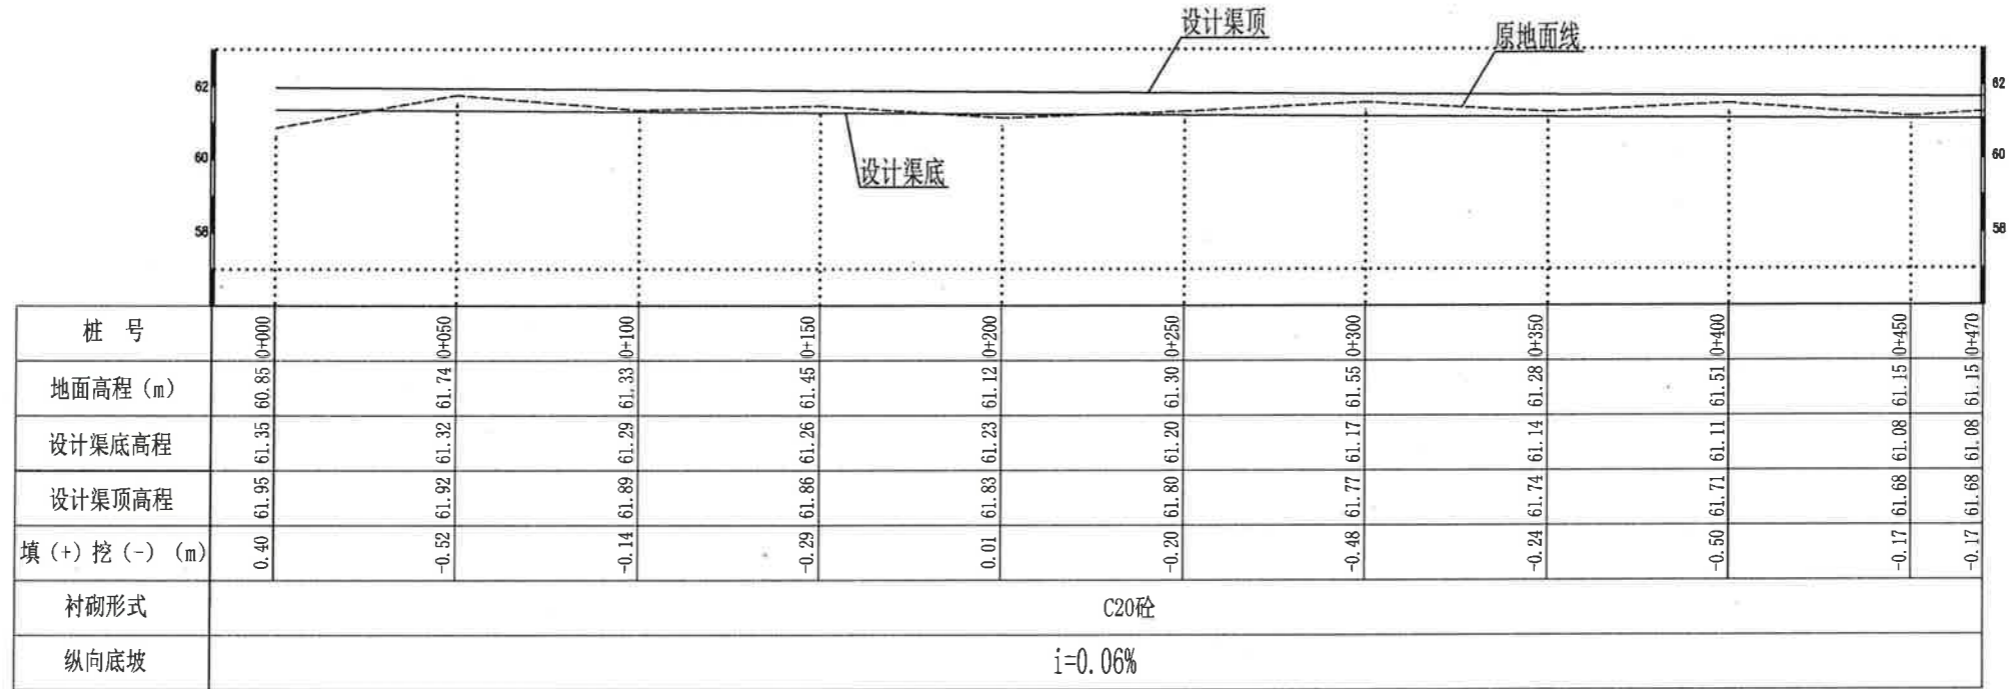 设计渠顶
原地面线
62
62
60
60
设计渠底
58
58
桩 号 0+000 0+050 0+100 0+150 0+200 0+250 0+300 0+350 0+400 0+450 0+470
地面高程（m） 60.85 61.74 61.33 61.45 61.12 61.30 61.55 61.28 61.51 61.15 61.15
设计渠底高程 61.35 61.32 61.29 61.26 61.23 61.20 61.17 61.14 61.11 61.08 61.08
设计渠顶高程 61.95 61.92 61.89 61.86 61.83 61.80 61.77 61.74 61.71 61.68 61.68
填（+）挖（-）（m） 0.40 -0.52 -0.14 -0.29 0.01 -0.20 -0.48 -0.24 -0.50 -0.17 -0.17
衬砌形式 C20砼
纵向底坡 i=0.06%